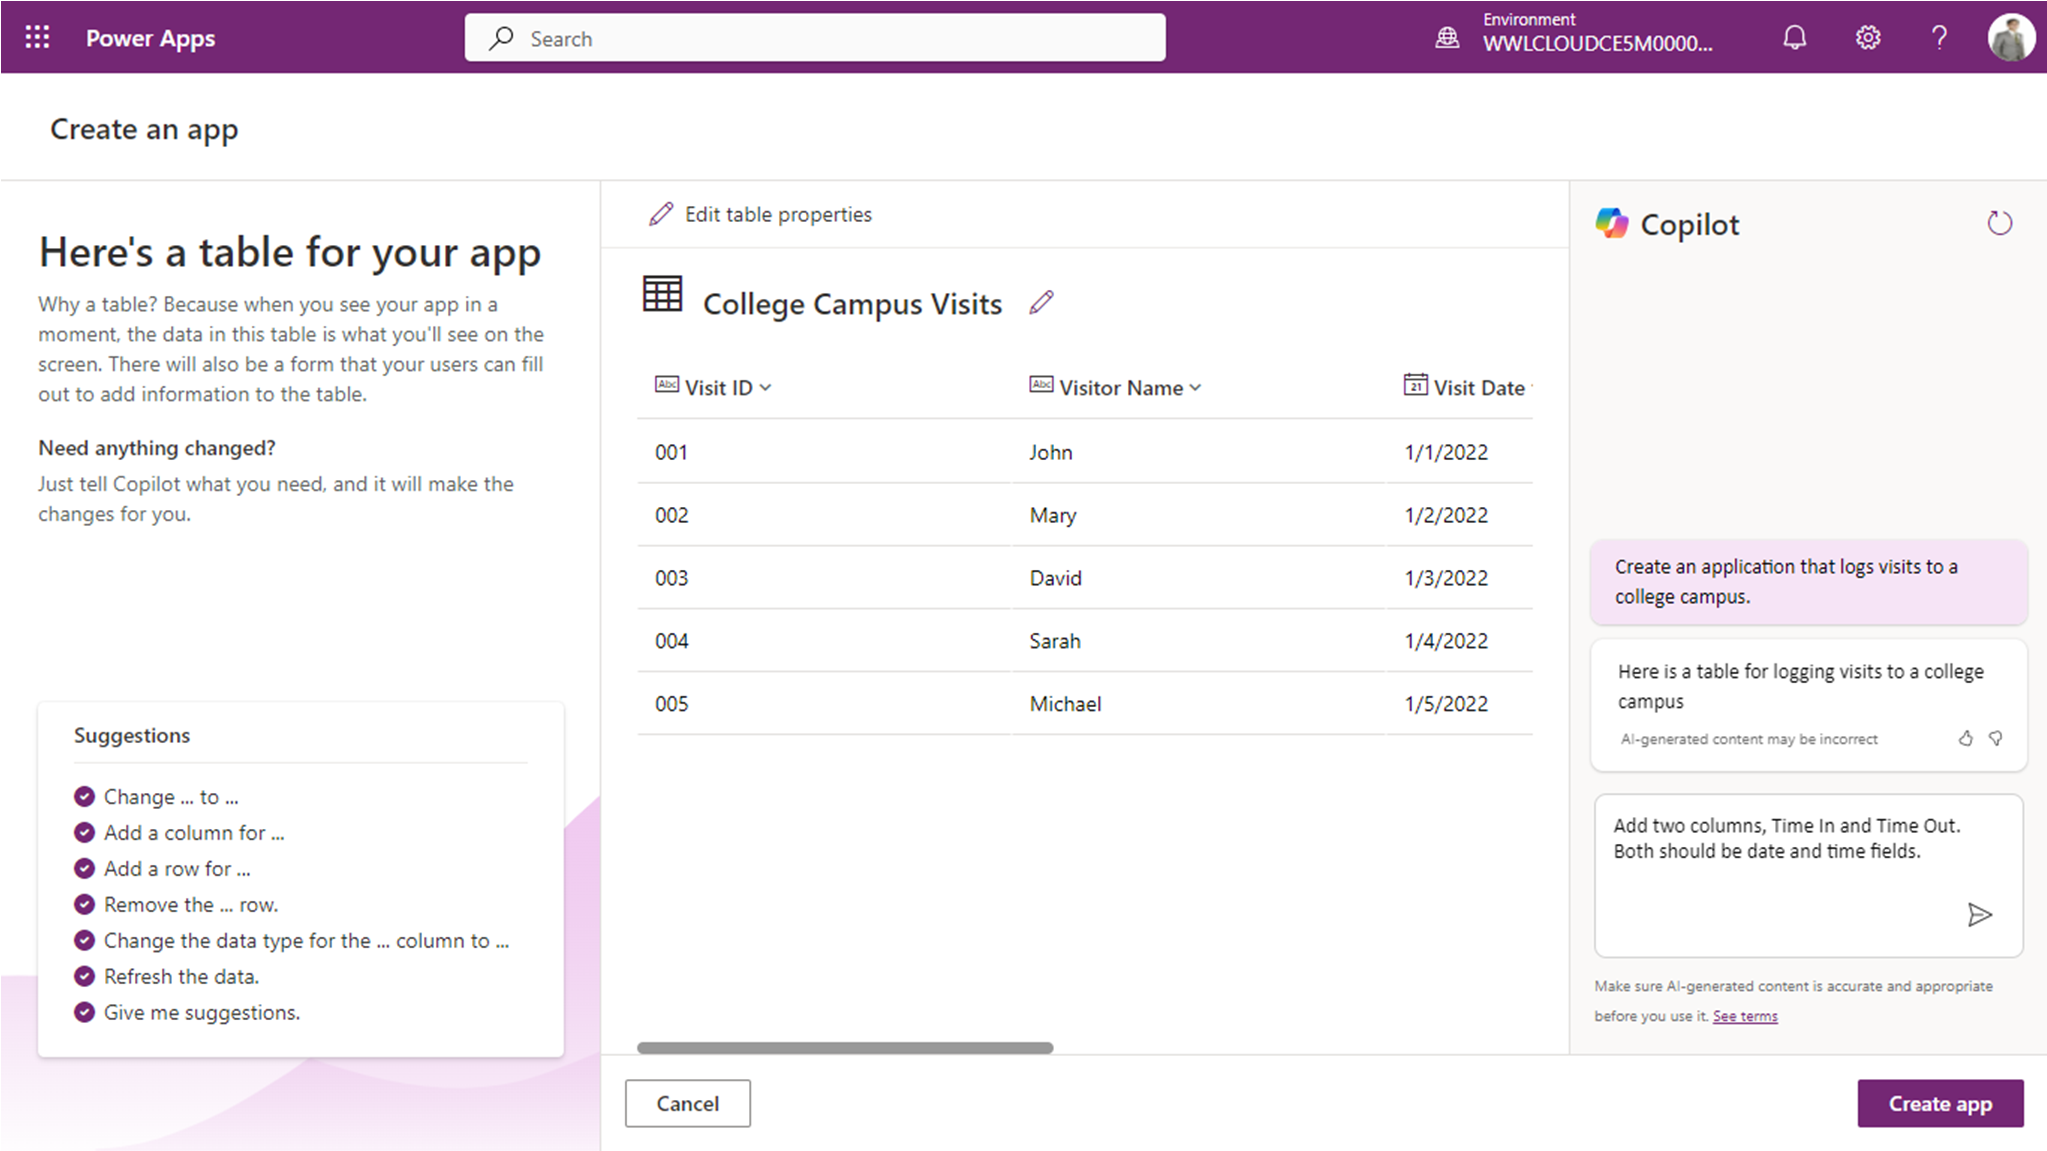 Power Apps
Search
Environment
WWLCLOUDCE5M0000...
Create an app
Here's a table for your app
Why a table? Because when you see your app in a
moment, the data in this table is what you'll see on the
screen. There will also be a form that your users can fill
out to add information to the table.
Need anything changed?
Just tell Copilot what you need, and it will make the
changes for you.
Suggestions
Change ... to ...
Add a column for ...
Add a row for ...
Remove the ... row.
Change the data type for the ... column to ...
Refresh the data.
Give me suggestions.
Edit table properties
College Campus Visits
Abc Visit ID Abc Visitor Name 21 Visit Date
001 John 1/1/2022
002 Mary 1/2/2022
003 David 1/3/2022
004 Sarah 1/4/2022
005 Michael 1/5/2022
Cancel
Copilot
Create an application that logs visits to a
college campus.
Here is a table for logging visits to a college
campus
AI-generated content may be incorrect
Add two columns, Time In and Time Out.
Both should be date and time fields.
Make sure AI-generated content is accurate and appropriate
before you use it. See terms
Create app